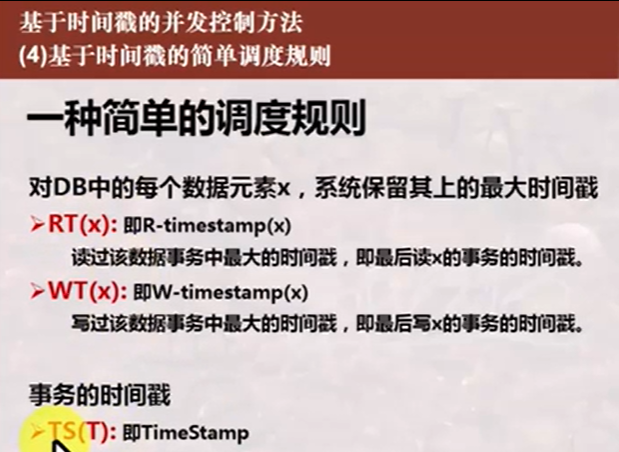 基于时间戳的并发控制方法
(4)基于时间戳的简单调度规则
一种简单的调度规则
对DB中的每个数据元素x，系统保留其上的最大时间戳
➢RT(x): 即R-timestamp(x)
读过该数据事务中最大的时间戳，即最后读x的事务的时间戳。
➢WT(x): 即W-timestamp(x)
写过该数据事务中最大的时间戳，即最后写x的事务的时间戳。
事务的时间戳
➢TS(T): 即TimeStamp